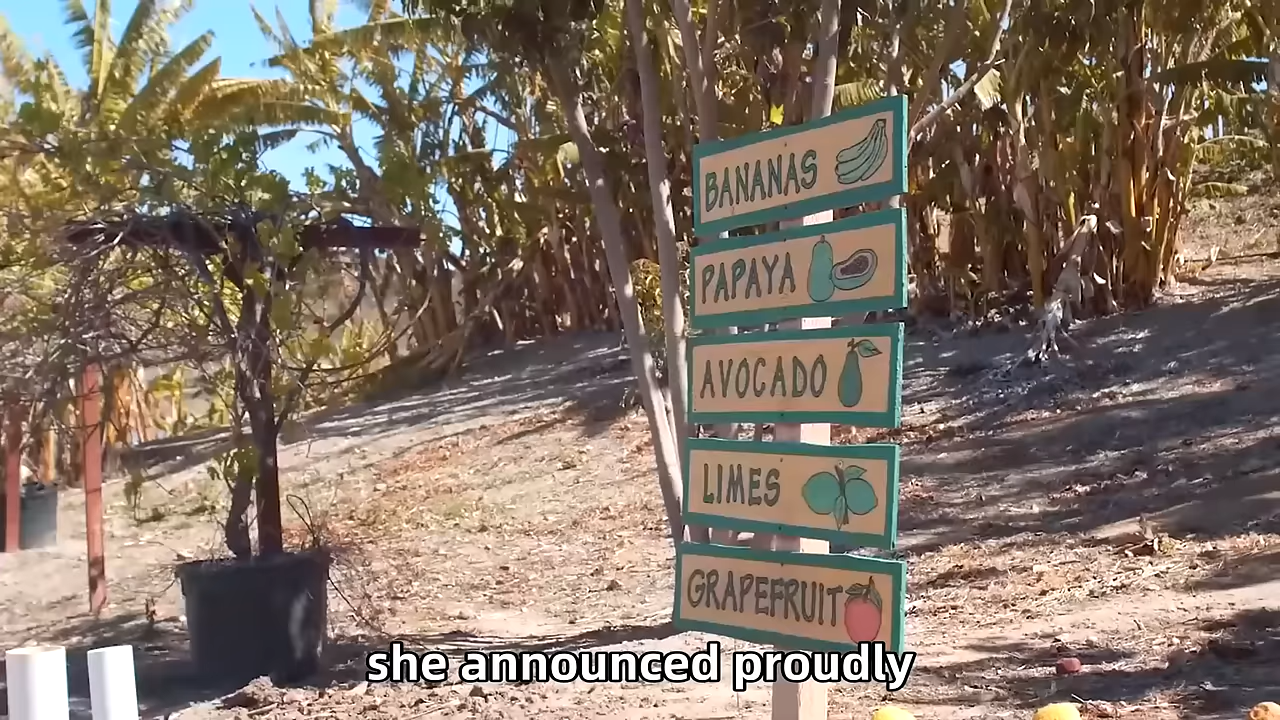 BANANAS
PAPAYA
AVOCADO
LIMES
GRAPEFRUIT
she announced proudly